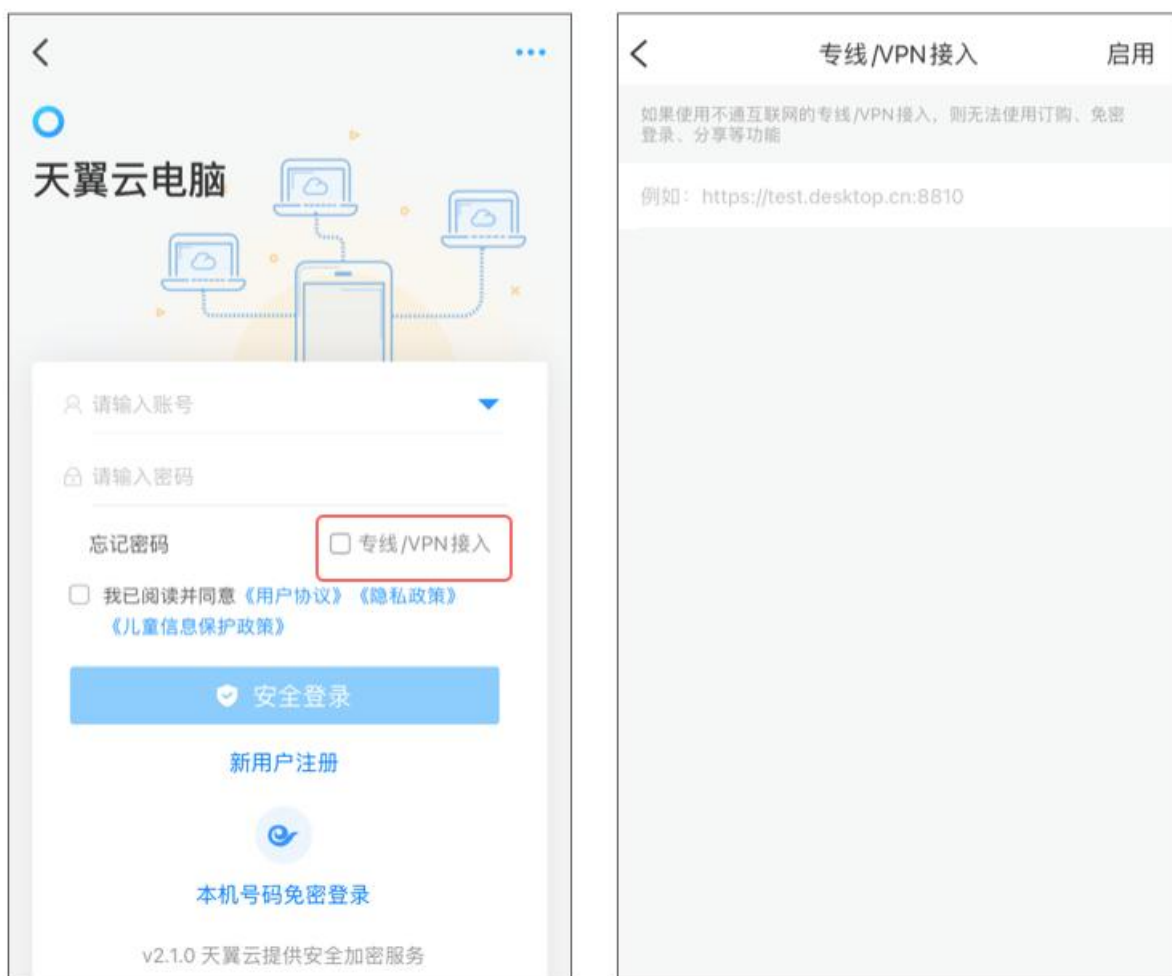 天翼云电脑
请输入账号
请输入密码
忘记密码
专线/VPN接入
我已阅读并同意《用户协议》《隐私政策》
《儿童信息保护政策》
安全登录
新用户注册
本机号码免密登录
v2.1.0 天翼云提供安全加密服务
专线/VPN接入
启用
如果使用不通互联网的专线/VPN接入，则无法使用订购、免密
登录、分享等功能
例如：https://test.desktop.cn:8810